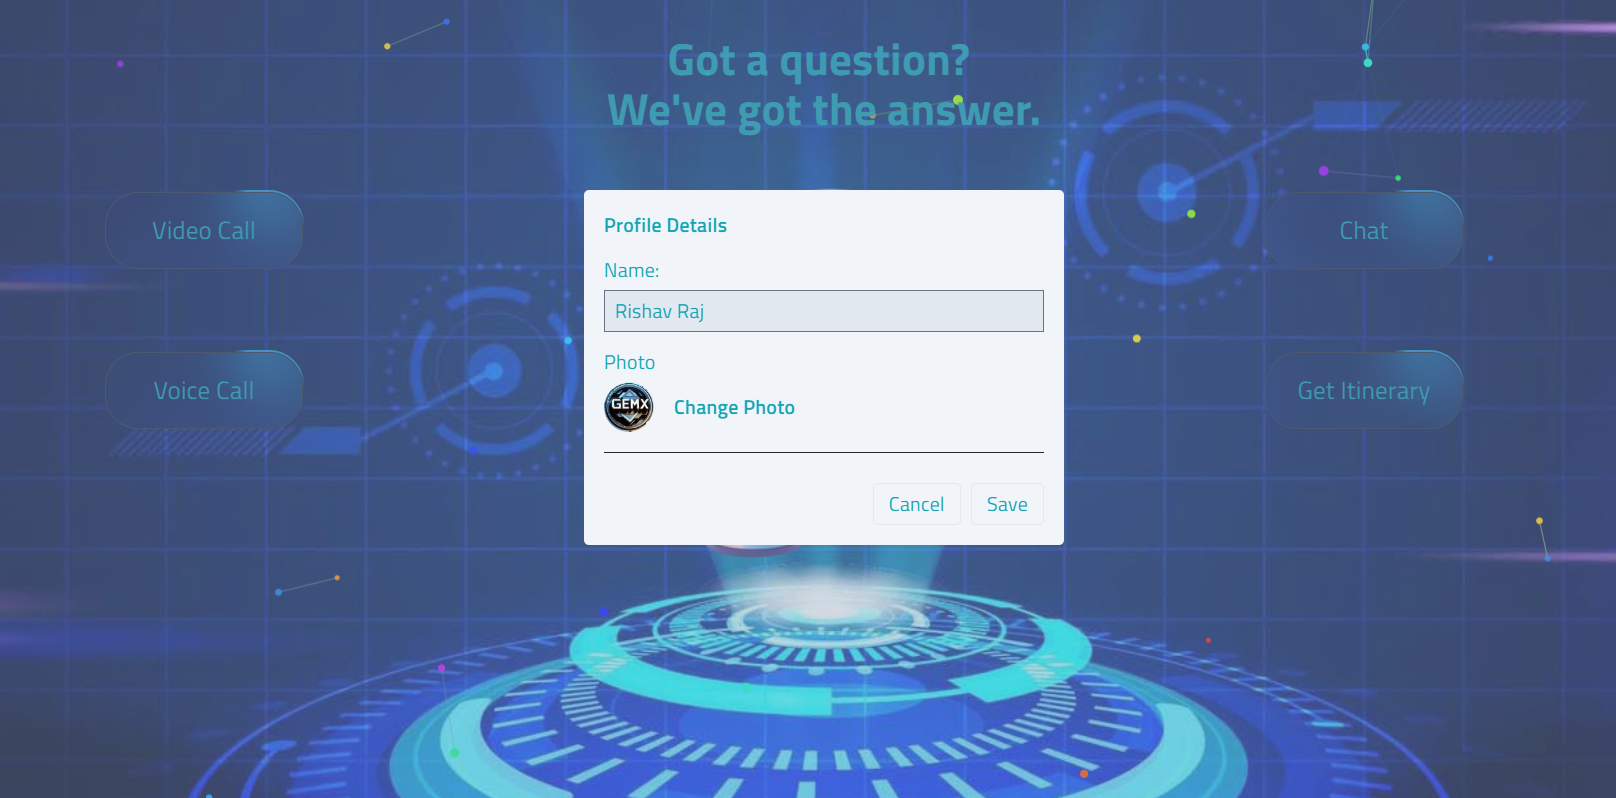 Got a question?
We've got the answer.
Video Call
Voice Call
Chat
Get Itinerary
Profile Details
Name:
Rishav Raj
Photo
GEMX
Change Photo
Cancel
Save